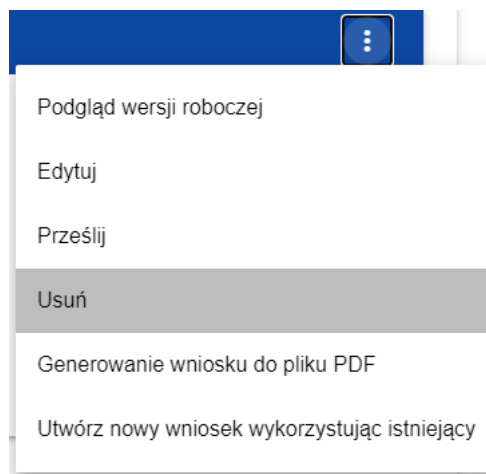 Podgląd wersji roboczej
Edytuj
Prześlij
Usuń
Generowanie wniosku do pliku PDF
Utwórz nowy wniosek wykorzystując istniejący